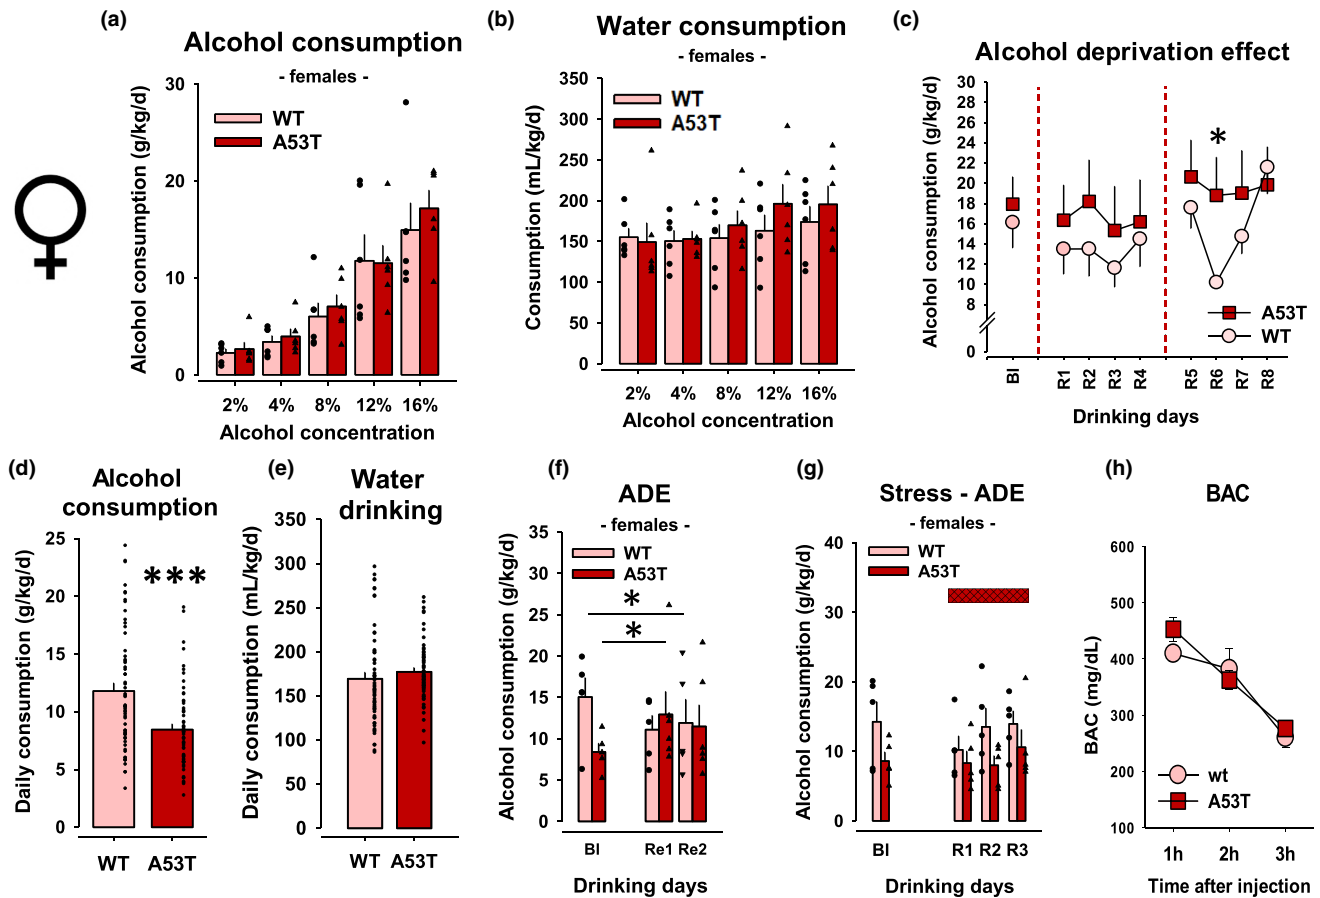 (a)
Alcohol consumption
- females -
Alcohol consumption (g/kg/d)
30
20
10
0
WT
A53T
2% 4% 8% 12% 16%
Alcohol concentration
(b)
Water consumption
- females -
Consumption (mL/kg/d)
350
300
250
200
150
100
50
0
WT
A53T
2% 4% 8% 12% 16%
Alcohol concentration
(c)
Alcohol deprivation effect
Alcohol consumption (g/kg/d)
30
28
26
24
22
20
18
16
14
12
10
8
0
*
A53T
WT
BI R1 R2 R3 R4 R5 R6 R7 R8
Drinking days
(d)
Alcohol
consumption
Daily consumption (g/kg/d)
25
20
15
10
5
0
***
WT A53T
(e)
Water
drinking
Daily consumption (mL/kg/d)
350
300
250
200
150
100
50
0
WT A53T
(f)
ADE
- females -
Alcohol consumption (g/kg/d)
35
30
25
20
15
10
5
0
WT
A53T
*
*
BI Re1 Re2
Drinking days
(g)
Stress - ADE
- females -
Alcohol consumption (g/kg/d)
40
30
20
10
0
WT
A53T
BI R1 R2 R3
Drinking days
(h)
BAC
BAC (mg/dL)
600
500
400
300
200
100
wt
A53T
1h 2h 3h
Time after injection